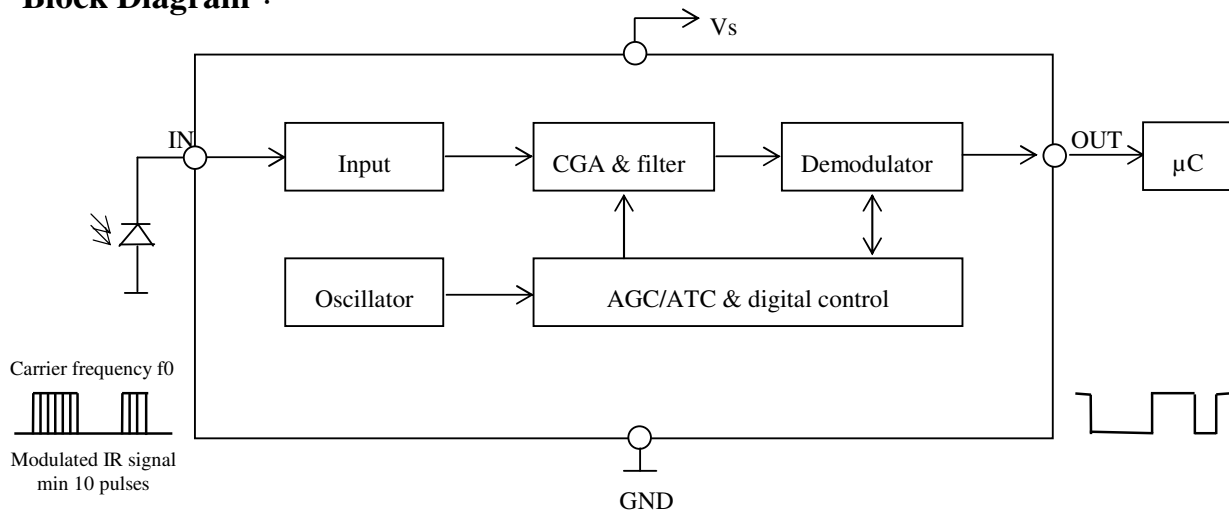 Block Diagram :
Vs
IN
Input
CGA & filter
Demodulator
OUT
µC
Oscillator
AGC/ATC & digital control
Carrier frequency f0
Modulated IR signal
min 10 pulses
GND